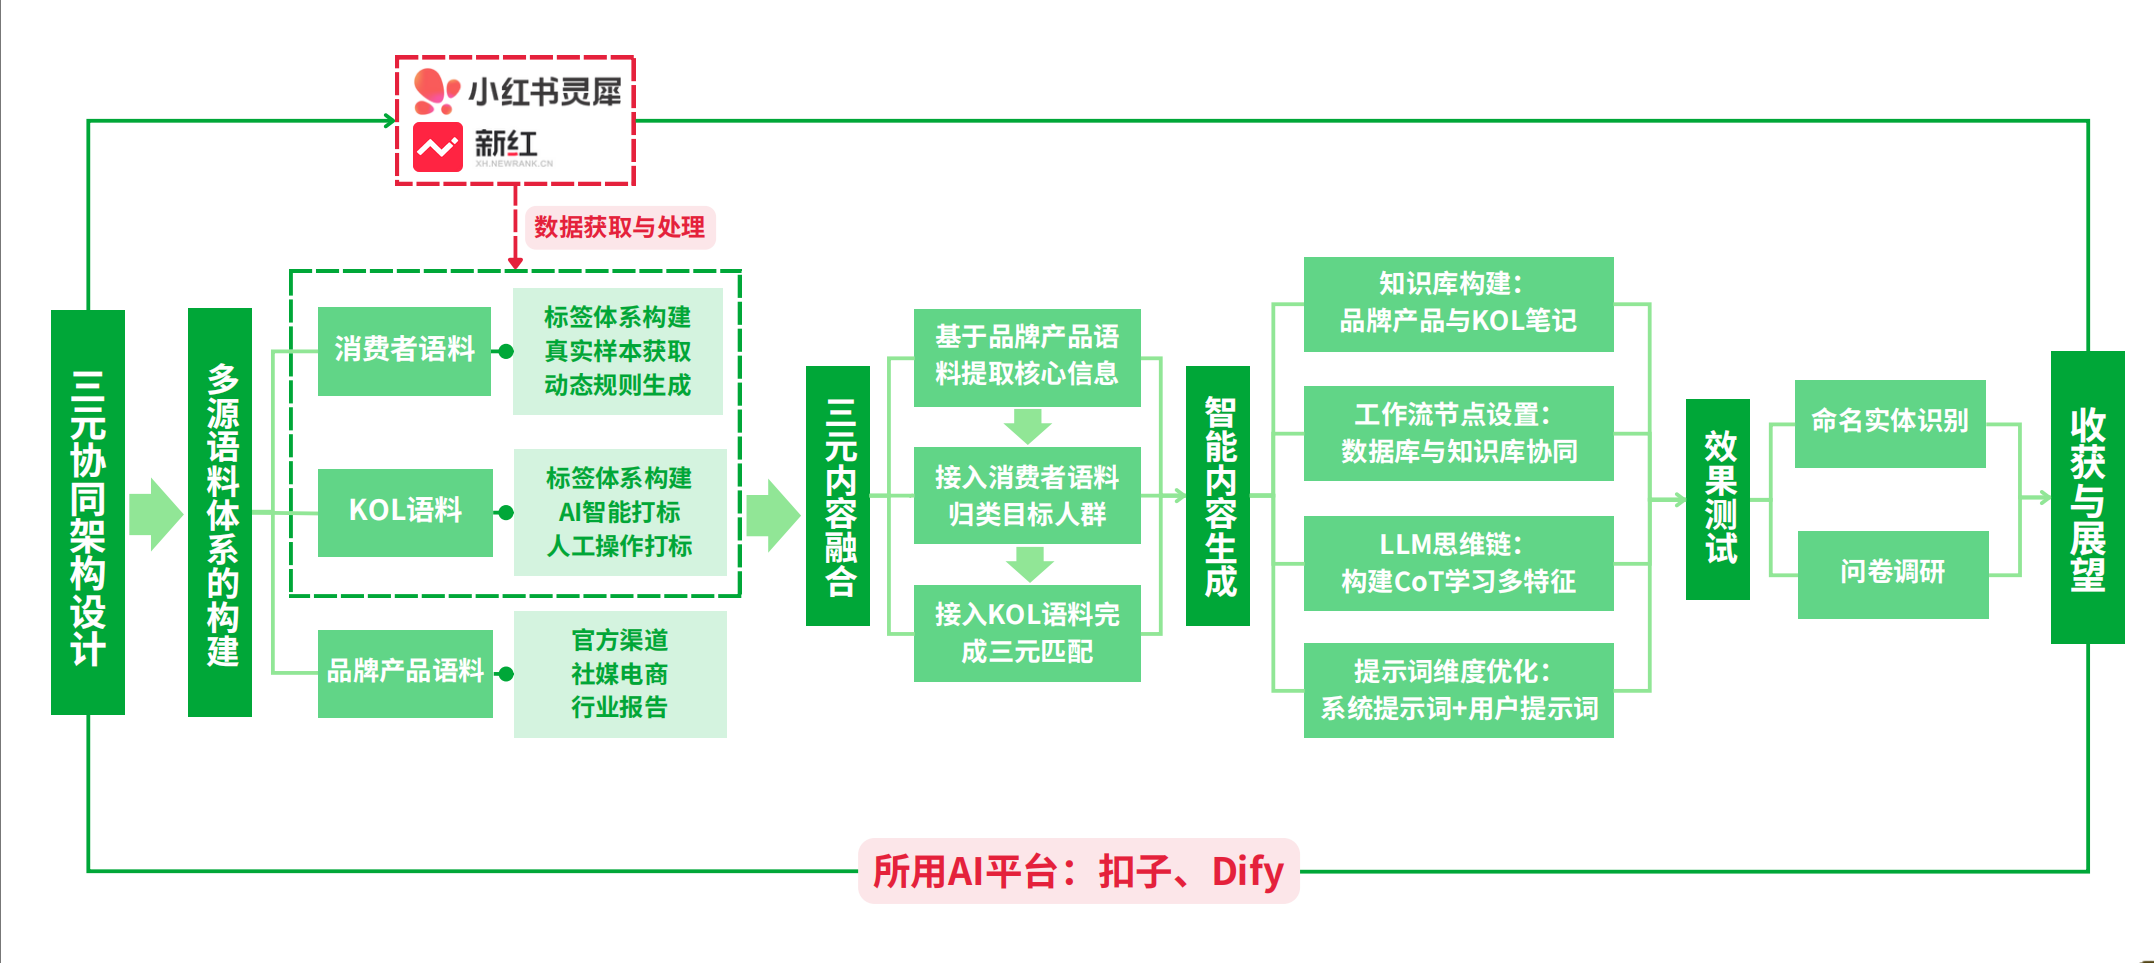 小红书灵犀
新红
XH.NEWRANK.CN
数据获取与处理
三元协同架构设计
多源语料体系的构建
消费者语料
标签体系构建
真实样本获取
动态规则生成
KOL语料
标签体系构建
AI智能打标
人工操作打标
品牌产品语料
官方渠道
社媒电商
行业报告
三元内容融合
基于品牌产品语
料提取核心信息
接入消费者语料
归类目标人群
接入KOL语料完
成三元匹配
智能内容生成
知识库构建：
品牌产品与KOL笔记
工作流节点设置：
数据库与知识库协同
LLM思维链：
构建CoT学习多特征
提示词维度优化：
系统提示词+用户提示词
效果测试
命名实体识别
问卷调研
收获与展望
所用AI平台：扣子、Dify